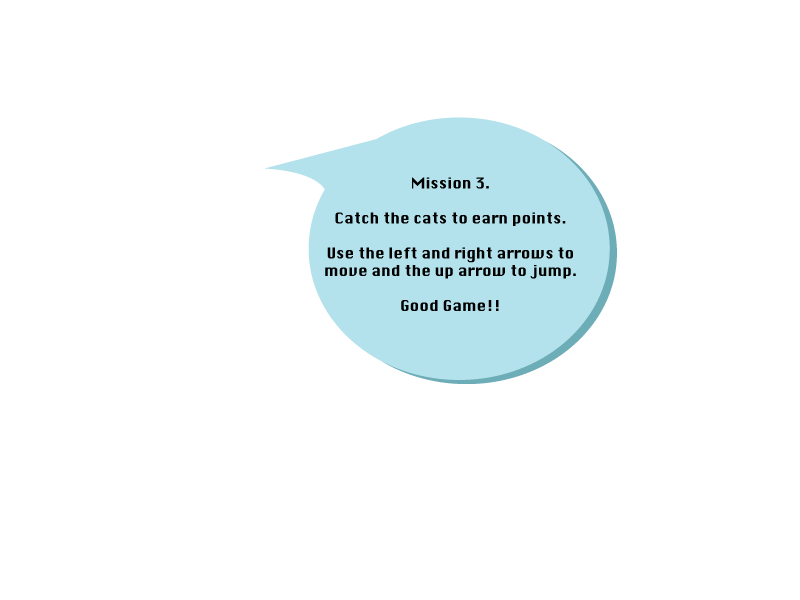 Mission 3.
Catch the cats to earn points.
Use the left and right arrows to
move and the up arrow to jump.
Good Game!!